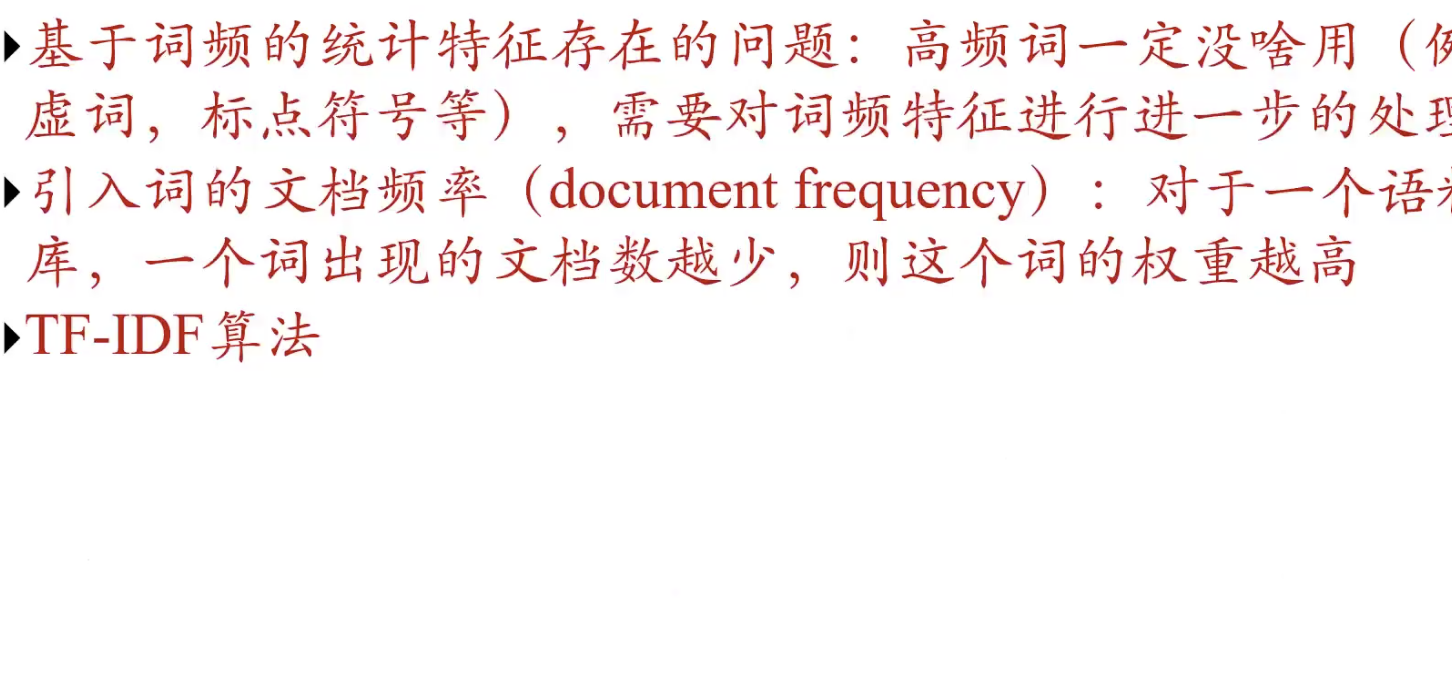 基于词频的统计特征存在的问题：高频词一定没啥用（
虚词，标点符号等），需要对词频特征进行进一步的处
引入词的文档频率（document frequency）：对于一个语
库，一个词出现的文档数越少，则这个词的权重越高
TF-IDF算法